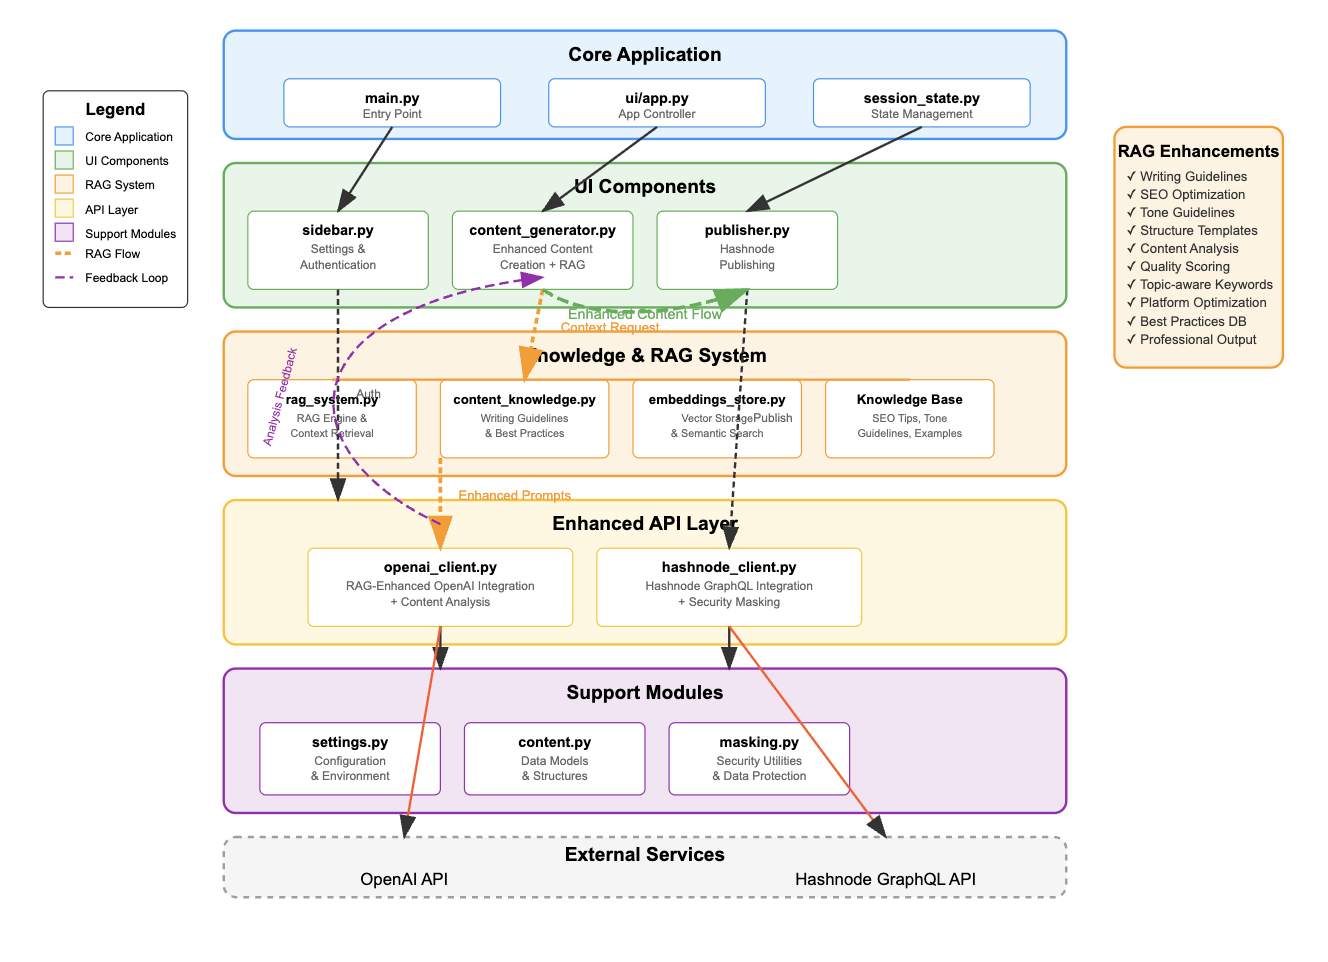 Core Application
main.py
Entry Point
ui/app.py
App Controller
session_state.py
State Management
Legend
Core Application
UI Components
RAG System
API Layer
Support Modules
RAG Flow
Feedback Loop
RAG Enhancements
✓ Writing Guidelines
✓ SEO Optimization
✓ Tone Guidelines
✓ Structure Templates
✓ Content Analysis
✓ Quality Scoring
✓ Topic-aware Keywords
✓ Platform Optimization
✓ Best Practices DB
✓ Professional Output
UI Components
sidebar.py
Settings &
Authentication
content_generator.py
Enhanced Content
Creation + RAG
publisher.py
Hashnode
Publishing
Enhanced Content Flow
Context Request
Knowledge & RAG System
Analysis Feedback
Auth
rag_system.py
RAG Engine &
Context Retrieval
content_knowledge.py
Writing Guidelines
& Best Practices
embeddings_store.py
Vector Storage
& Semantic Search
Publish
Knowledge Base
SEO Tips, Tone
Guidelines, Examples
Enhanced Prompts
Enhanced API Layer
openai_client.py
RAG-Enhanced OpenAI Integration
+ Content Analysis
hashnode_client.py
Hashnode GraphQL Integration
+ Security Masking
Support Modules
settings.py
Configuration
& Environment
content.py
Data Models
& Structures
masking.py
Security Utilities
& Data Protection
External Services
OpenAI API
Hashnode GraphQL API